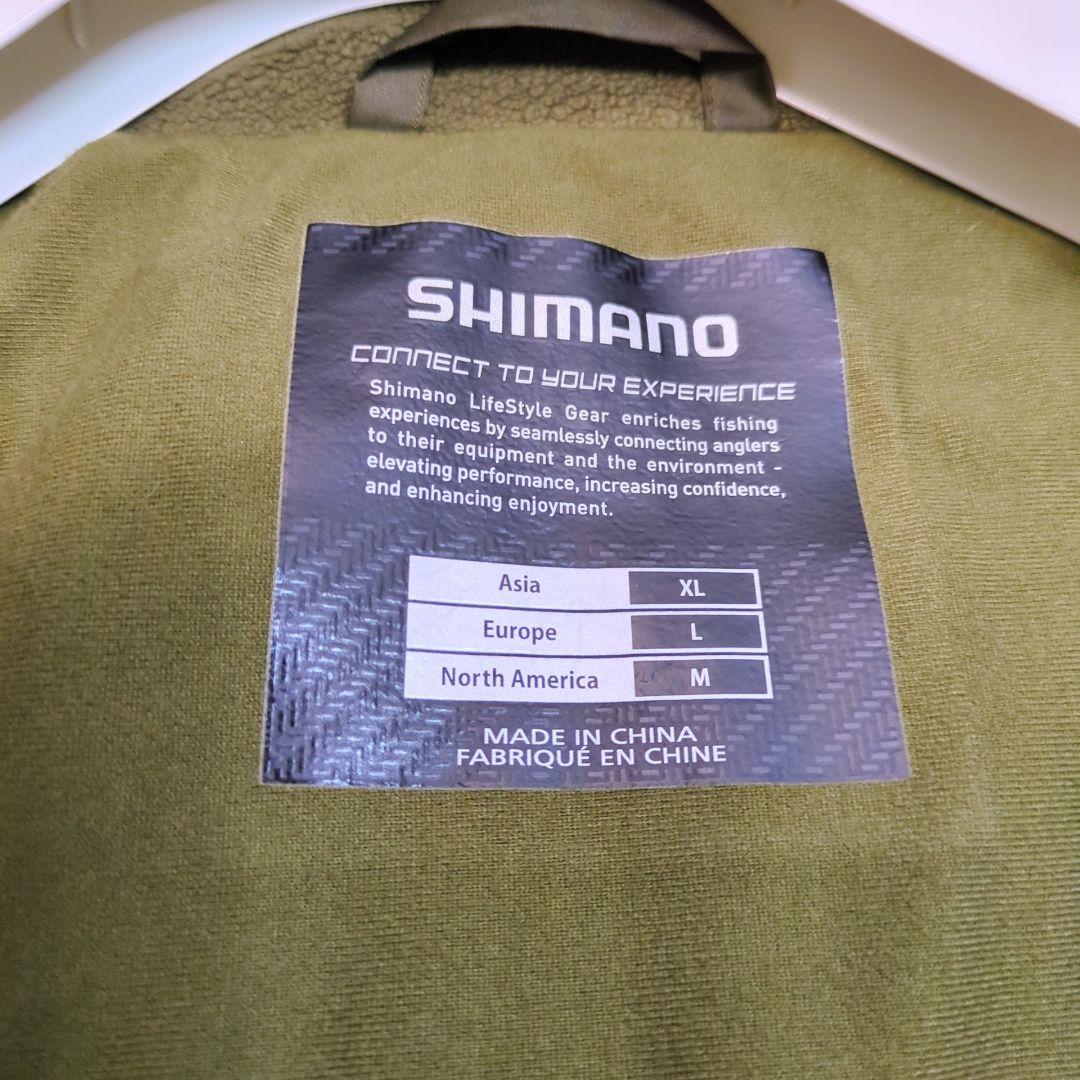 SHIMANO
CONNECT TO YOUR EXPERIENCE
Shimano LifeStyle Gear enriches fishing
experiences by seamlessly connecting anglers
to their equipment and the environment -
elevating performance, increasing confidence,
and enhancing enjoyment.
Asia XL
Europe L
North America M
MADE IN CHINA
FABRIQUÉ EN CHINE